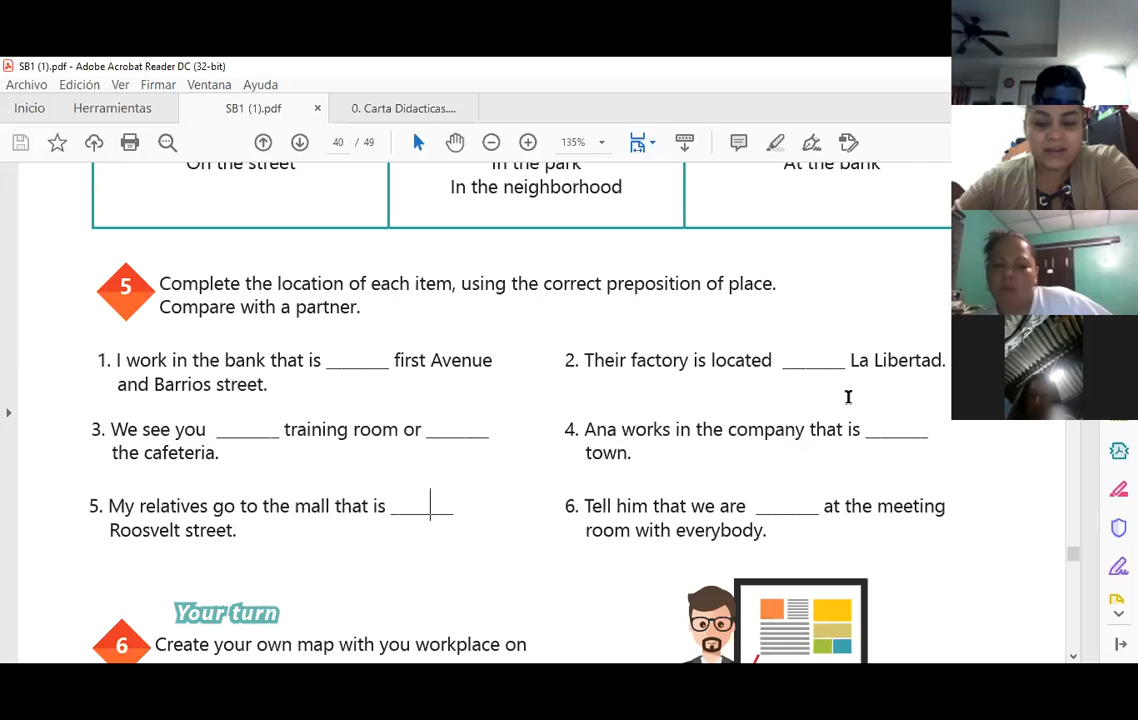 SB1 (1).pdf - Adobe Acrobat Reader DC (32-bit)
Archivo Edición Ver Firmar Ventana Ayuda
Inicio Herramientas SB1 (1).pdf × 0. Carta Didacticas....
40 / 49 135%
On the street In the park At the bank
In the neighborhood
5 Complete the location of each item, using the correct preposition of place.
Compare with a partner.
1. I work in the bank that is _______ first Avenue
and Barrios street.
2. Their factory is located _______ La Libertad.
3. We see you _______ training room or _______
the cafeteria.
4. Ana works in the company that is _______
town.
5. My relatives go to the mall that is _______
Roosvelt street.
6. Tell him that we are _______ at the meeting
room with everybody.
Your turn
6 Create your own map with you workplace on